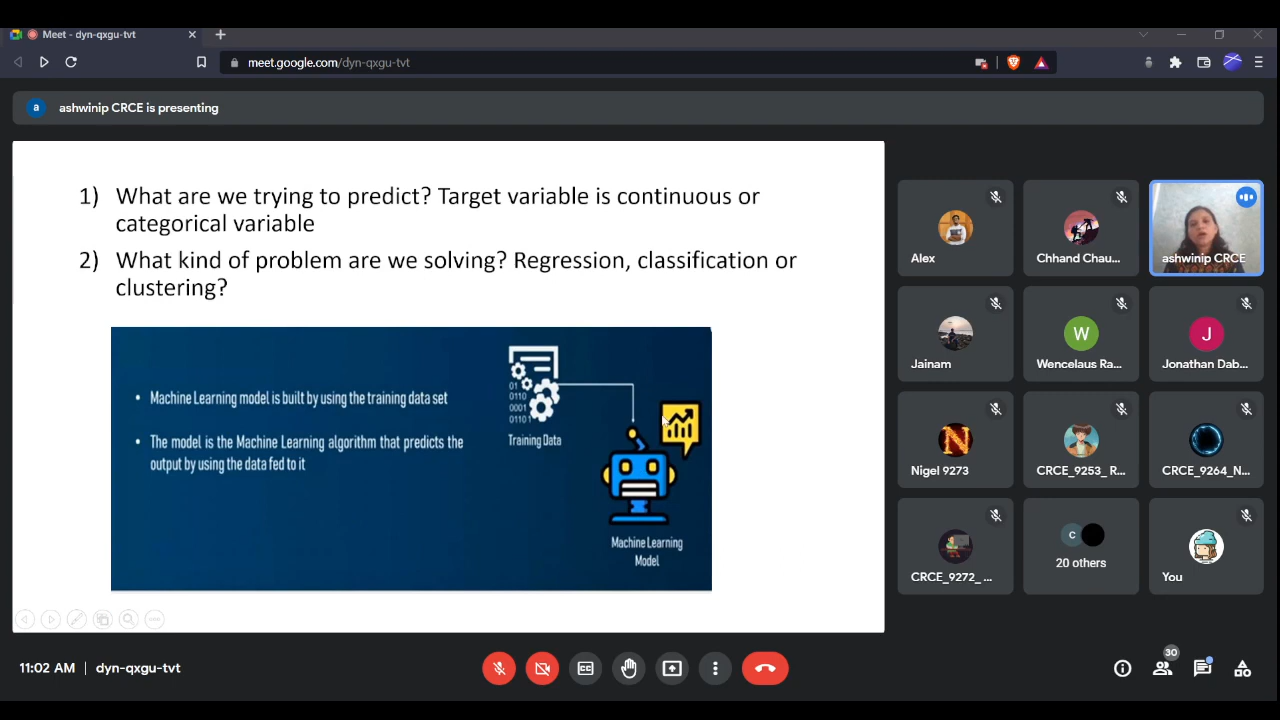 Meet - dyn-qxgu-tvt
meet.google.com/dyn-qxgu-tvt
a ashwinip CRCE is presenting
1) What are we trying to predict? Target variable is continuous or
categorical variable
2) What kind of problem are we solving? Regression, classification or
clustering?
• Machine Learning model is built by using the training data set
• The model is the Machine Learning algorithm that predicts the
output by using the data fed to it
01
0110
0001
01101
Training Data
Machine Learning
Model
Alex
Chhand Chau...
ashwinip CRCE
Jainam
W
Wencelaus Ra...
J
Jonathan Dab...
N
Nigel 9273
CRCE_9253_ R...
CRCE_9264_N...
CRCE_9272_ ...
C
20 others
You
11:02 AM | dyn-qxgu-tvt
30